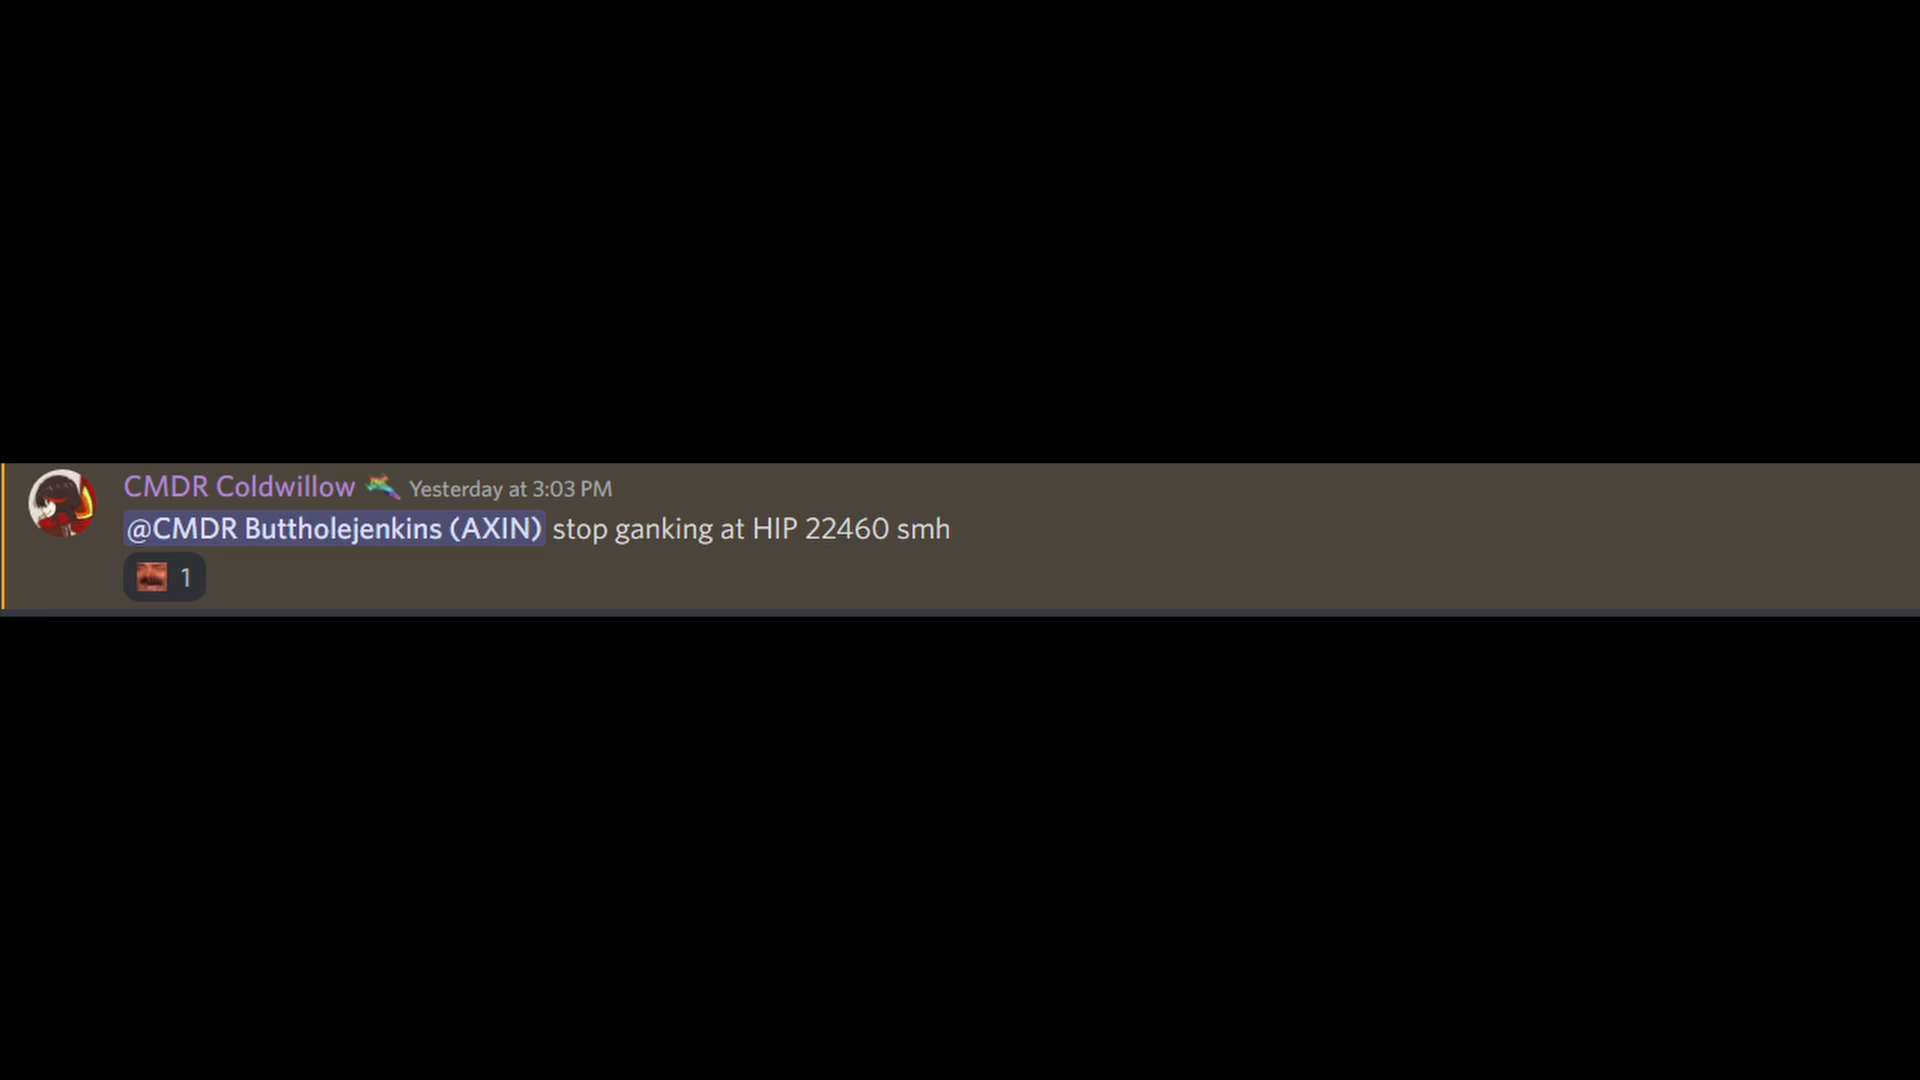 CMDR Coldwillow Yesterday at 3:03 PM
@CMDR Buttholejenkins (AXIN) stop ganking at HIP 22460 smh
1